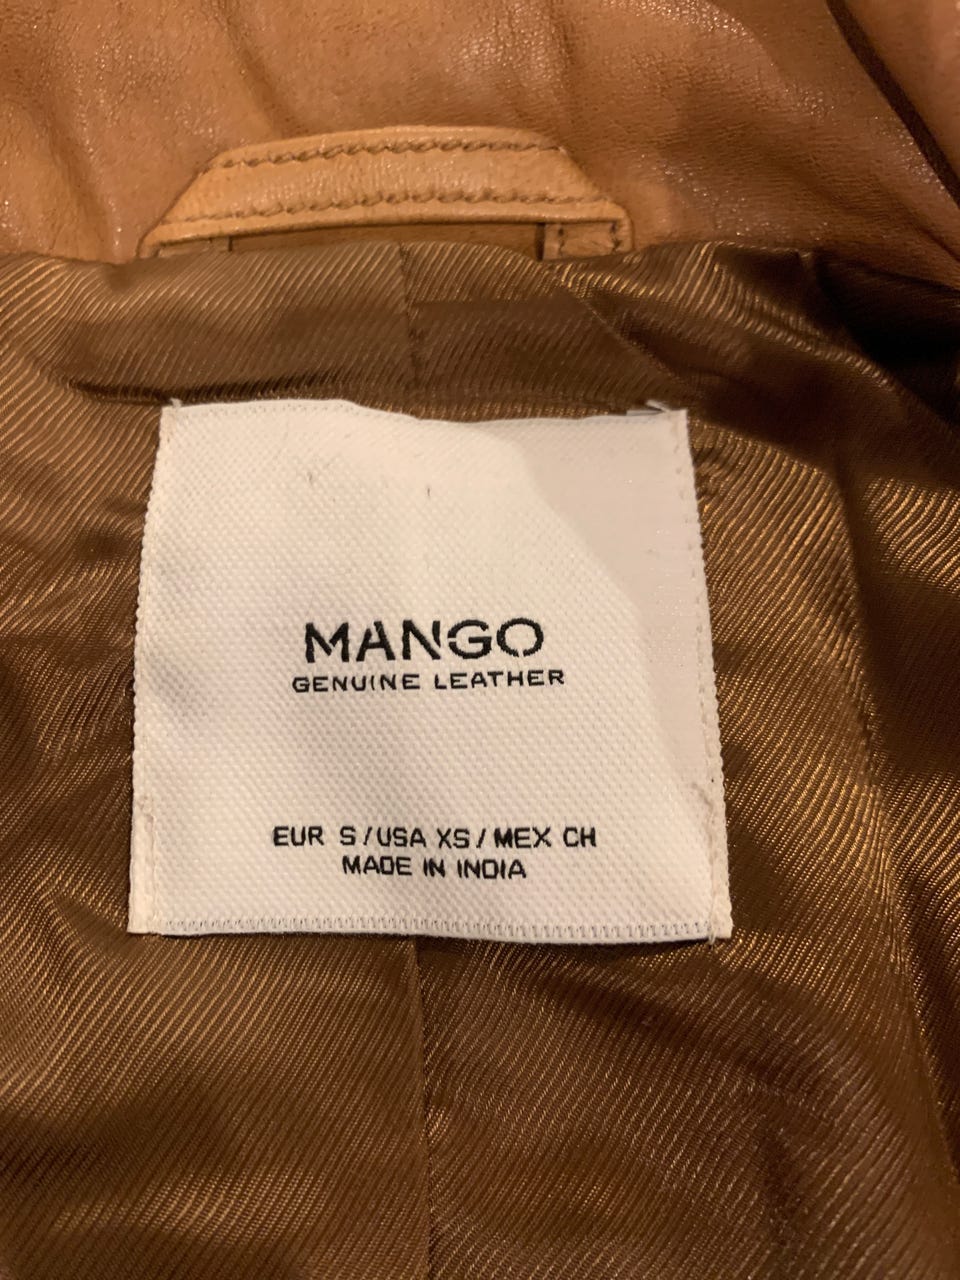 MANGO
GENUINE LEATHER
EUR S/USA XS/MEX CH
MADE IN INDIA